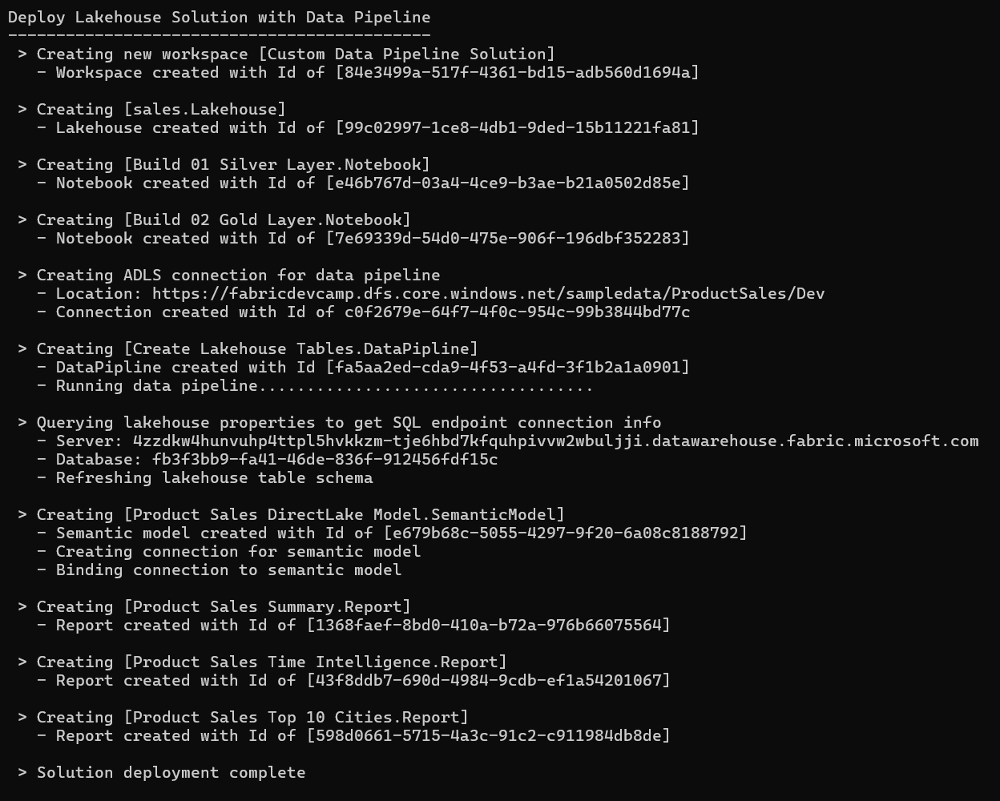 Deploy Lakehouse Solution with Data Pipeline
--------------------------------------------
> Creating new workspace [Custom Data Pipeline Solution]
- Workspace created with Id of [84e3499a-517f-4361-bd15-adb560d1694a]
> Creating [sales.Lakehouse]
- Lakehouse created with Id of [99c02997-1ce8-4db1-9ded-15b11221fa81]
> Creating [Build 01 Silver Layer.Notebook]
- Notebook created with Id of [e46b767d-03a4-4ce9-b3ae-b21a0502d85e]
> Creating [Build 02 Gold Layer.Notebook]
- Notebook created with Id of [7e69339d-54d0-475e-906f-196dbf352283]
> Creating ADLS connection for data pipeline
- Location: https://fabricdevcamp.dfs.core.windows.net/sampledata/ProductSales/Dev
- Connection created with Id of c0f2679e-64f7-4f0c-954c-99b3844bd77c
> Creating [Create Lakehouse Tables.DataPipline]
- DataPipline created with Id [fa5aa2ed-cda9-4f53-a4fd-3f1b2a1a0901]
- Running data pipeline...................................
> Querying lakehouse properties to get SQL endpoint connection info
- Server: 4zzdkw4hunvuhp4ttpl5hvkkzm-tje6hbd7kfquhpivvw2wbuljji.datawarehouse.fabric.microsoft.com
- Database: fb3f3bb9-fa41-46de-836f-912456fdf15c
- Refreshing lakehouse table schema
> Creating [Product Sales DirectLake Model.SemanticModel]
- Semantic model created with Id of [e679b68c-5055-4297-9f20-6a08c8188792]
- Creating connection for semantic model
- Binding connection to semantic model
> Creating [Product Sales Summary.Report]
- Report created with Id of [1368faef-8bd0-410a-b72a-976b66075564]
> Creating [Product Sales Time Intelligence.Report]
- Report created with Id of [43f8ddb7-690d-4984-9cdb-ef1a54201067]
> Creating [Product Sales Top 10 Cities.Report]
- Report created with Id of [598d0661-5715-4a3c-91c2-c911984db8de]
> Solution deployment complete